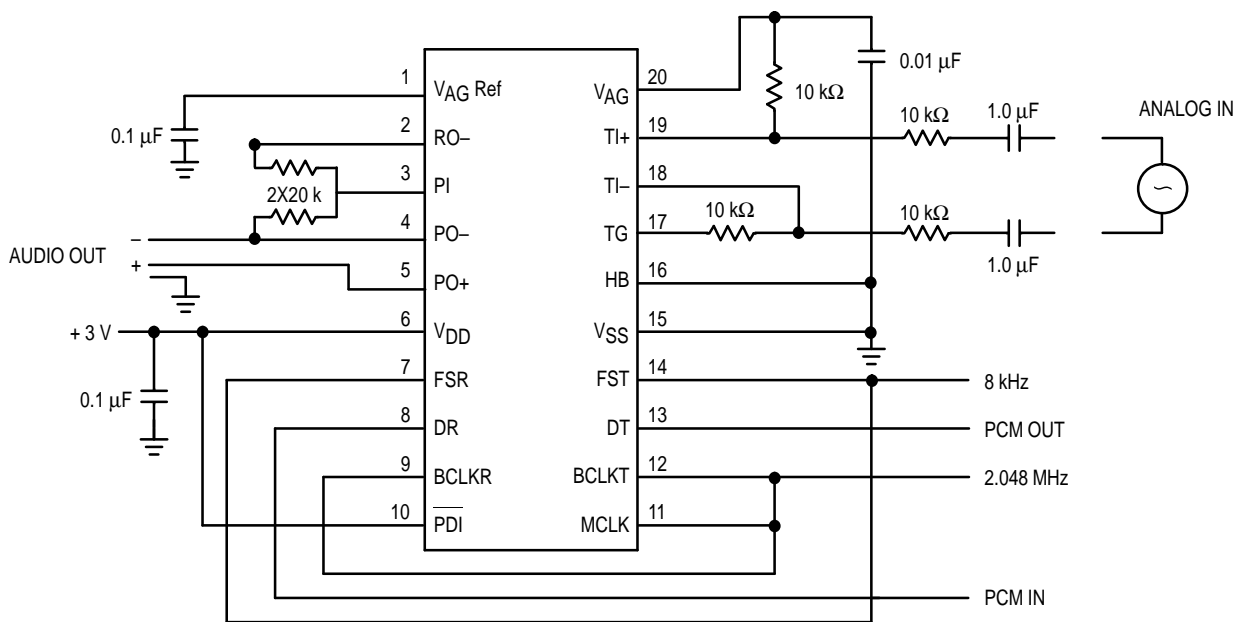 1
VAG Ref
0.1 μF
2
RO–
2X20 k
3
PI
4
PO–
AUDIO OUT
–
+
5
PO+
+ 3 V
6
VDD
0.1 μF
7
FSR
8
DR
9
BCLKR
10
PDI
20
VAG
10 kΩ
0.01 μF
19
TI+
10 kΩ
1.0 μF
ANALOG IN
∼
18
TI–
17
TG
10 kΩ
10 kΩ
1.0 μF
16
HB
15
VSS
14
FST
8 kHz
13
DT
PCM OUT
12
BCLKT
2.048 MHz
11
MCLK
PCM IN